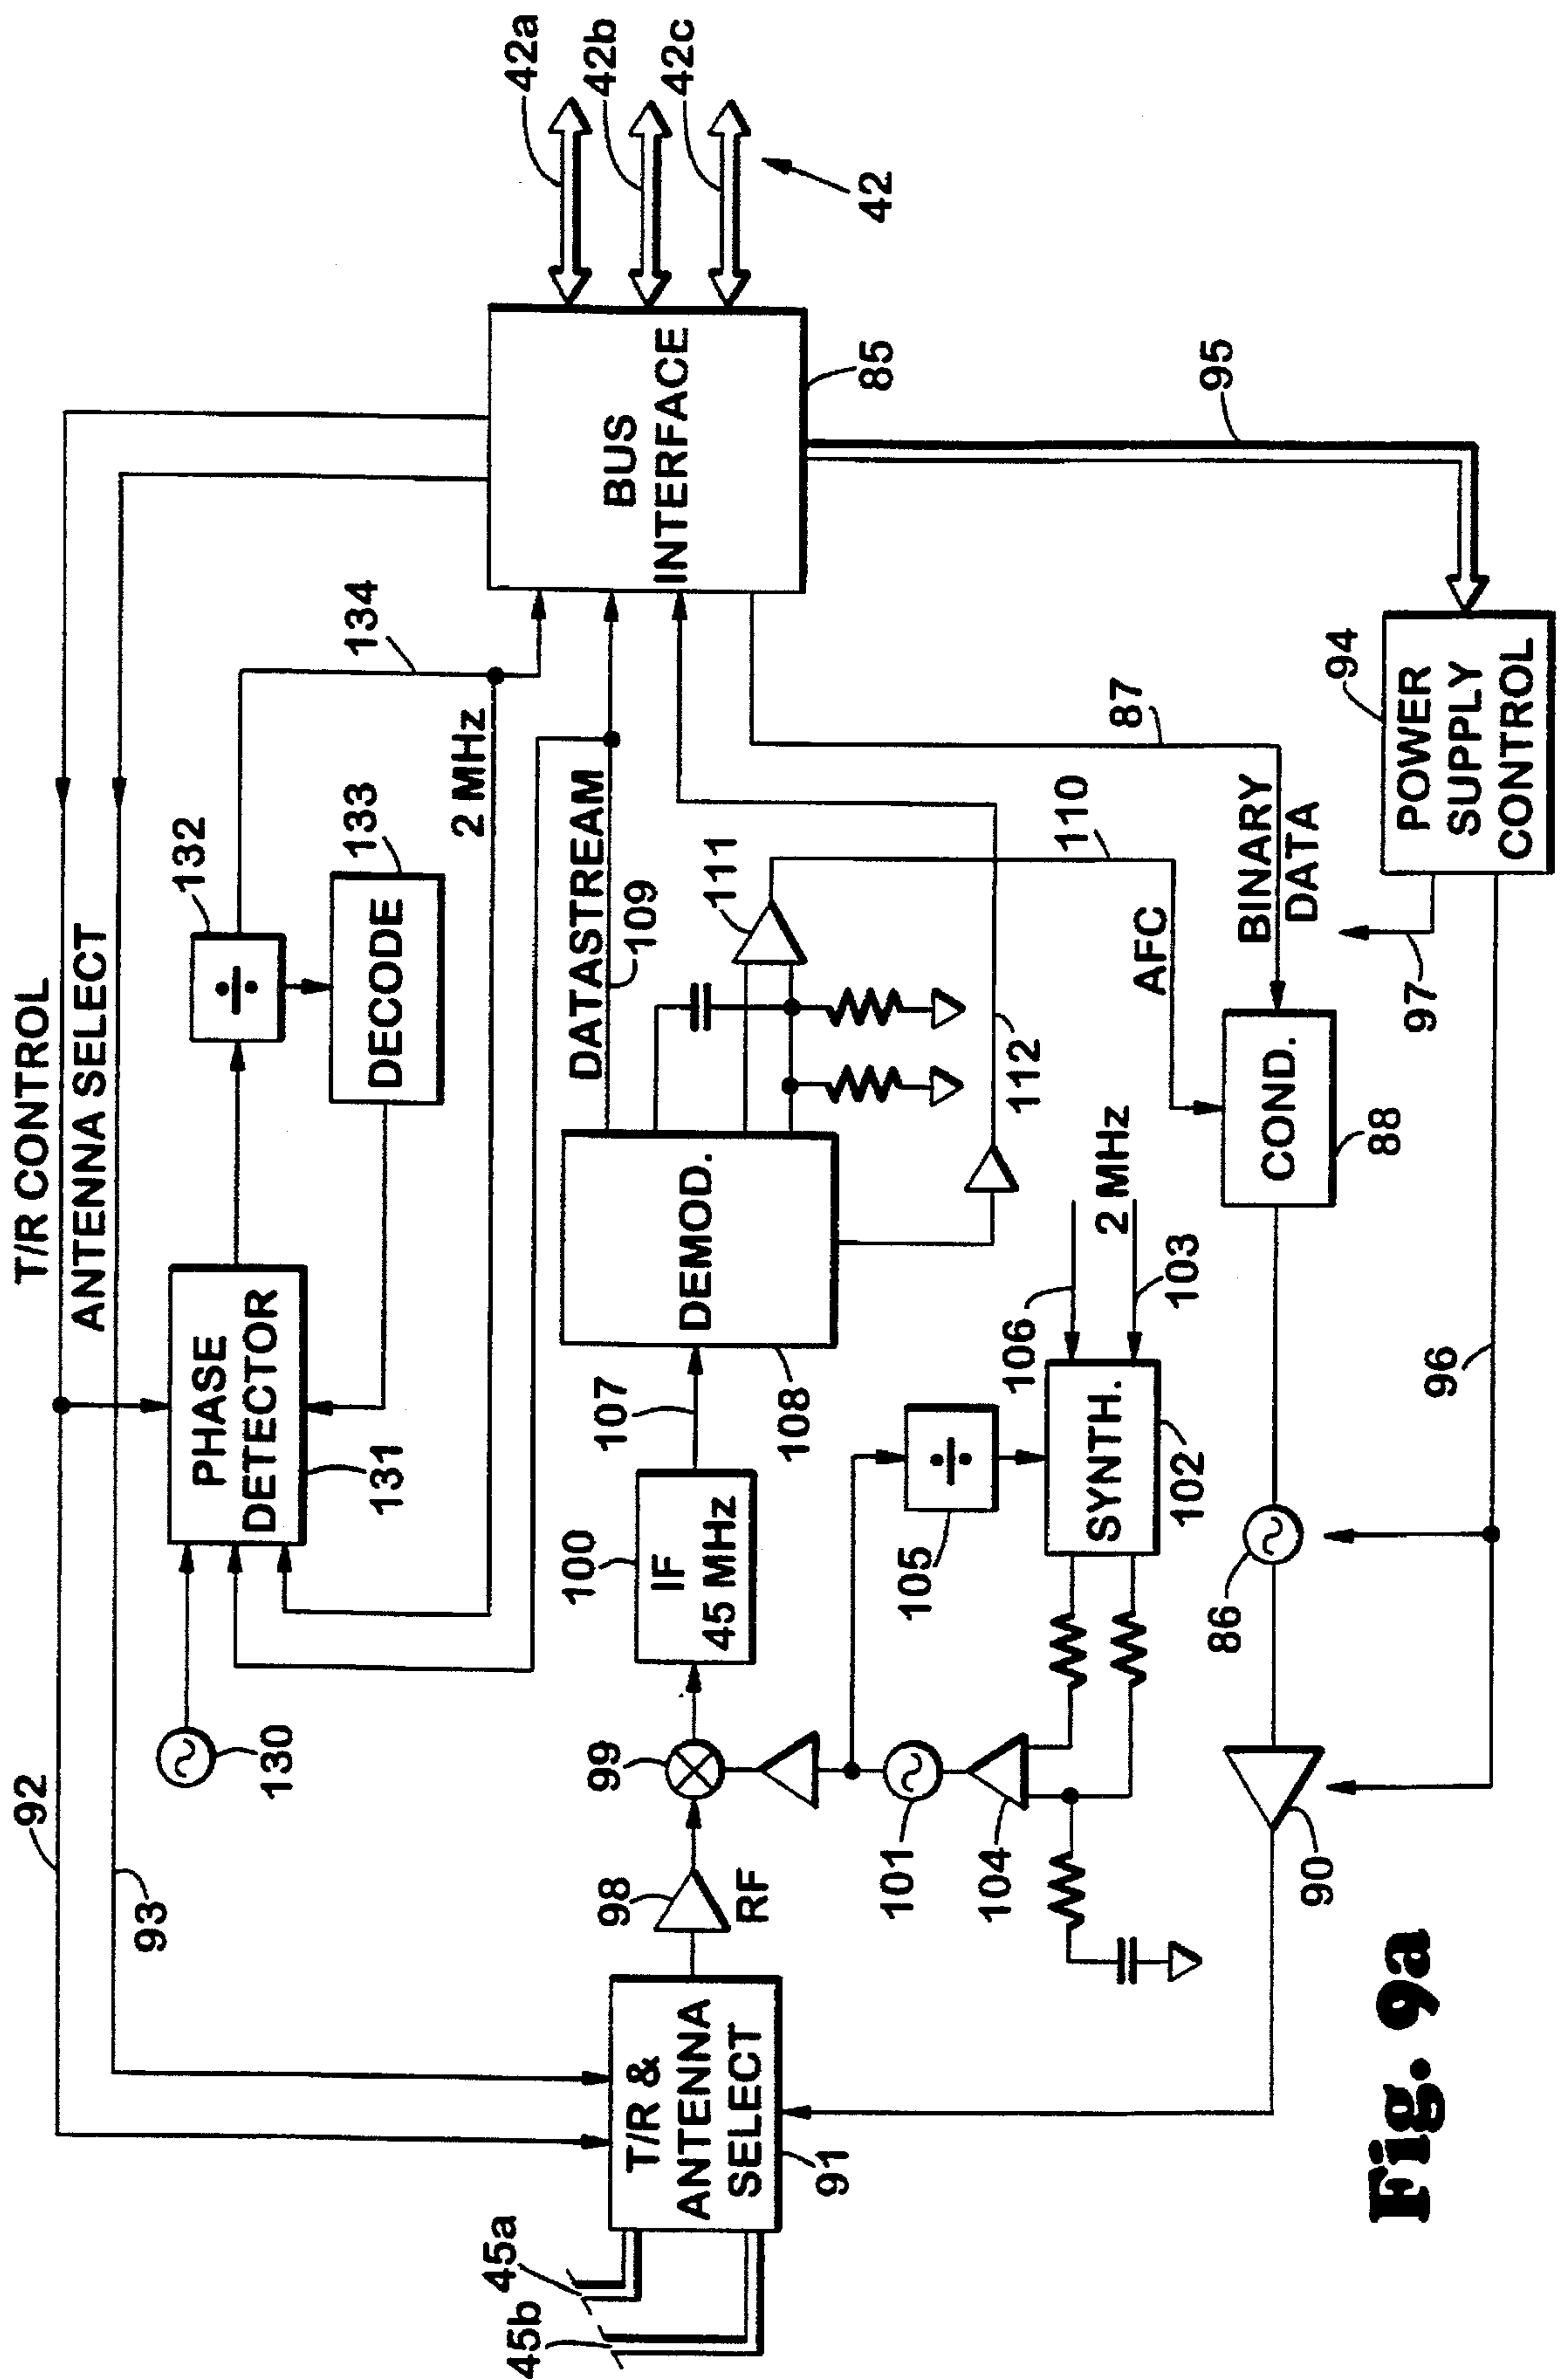 T/R CONTROL
ANTENNA SELECT
92
93
130
PHASE
DETECTOR
131
÷
132
DECODE
133
134
2 MHz
DATASTREAM
109
45a
45b
T/R &
ANTENNA
SELECT
91
98
RF
99
IF
45 MHz
100
107
DEMOD.
108
111
112
110
AFC
BUS
INTERFACE
85
42a
42b
42c
42
101
104
÷
105
SYNTH.
102
106
2 MHz
103
87
BINARY
DATA
COND.
88
86
90
96
97
POWER
SUPPLY
CONTROL
94
95
Fig. 9a